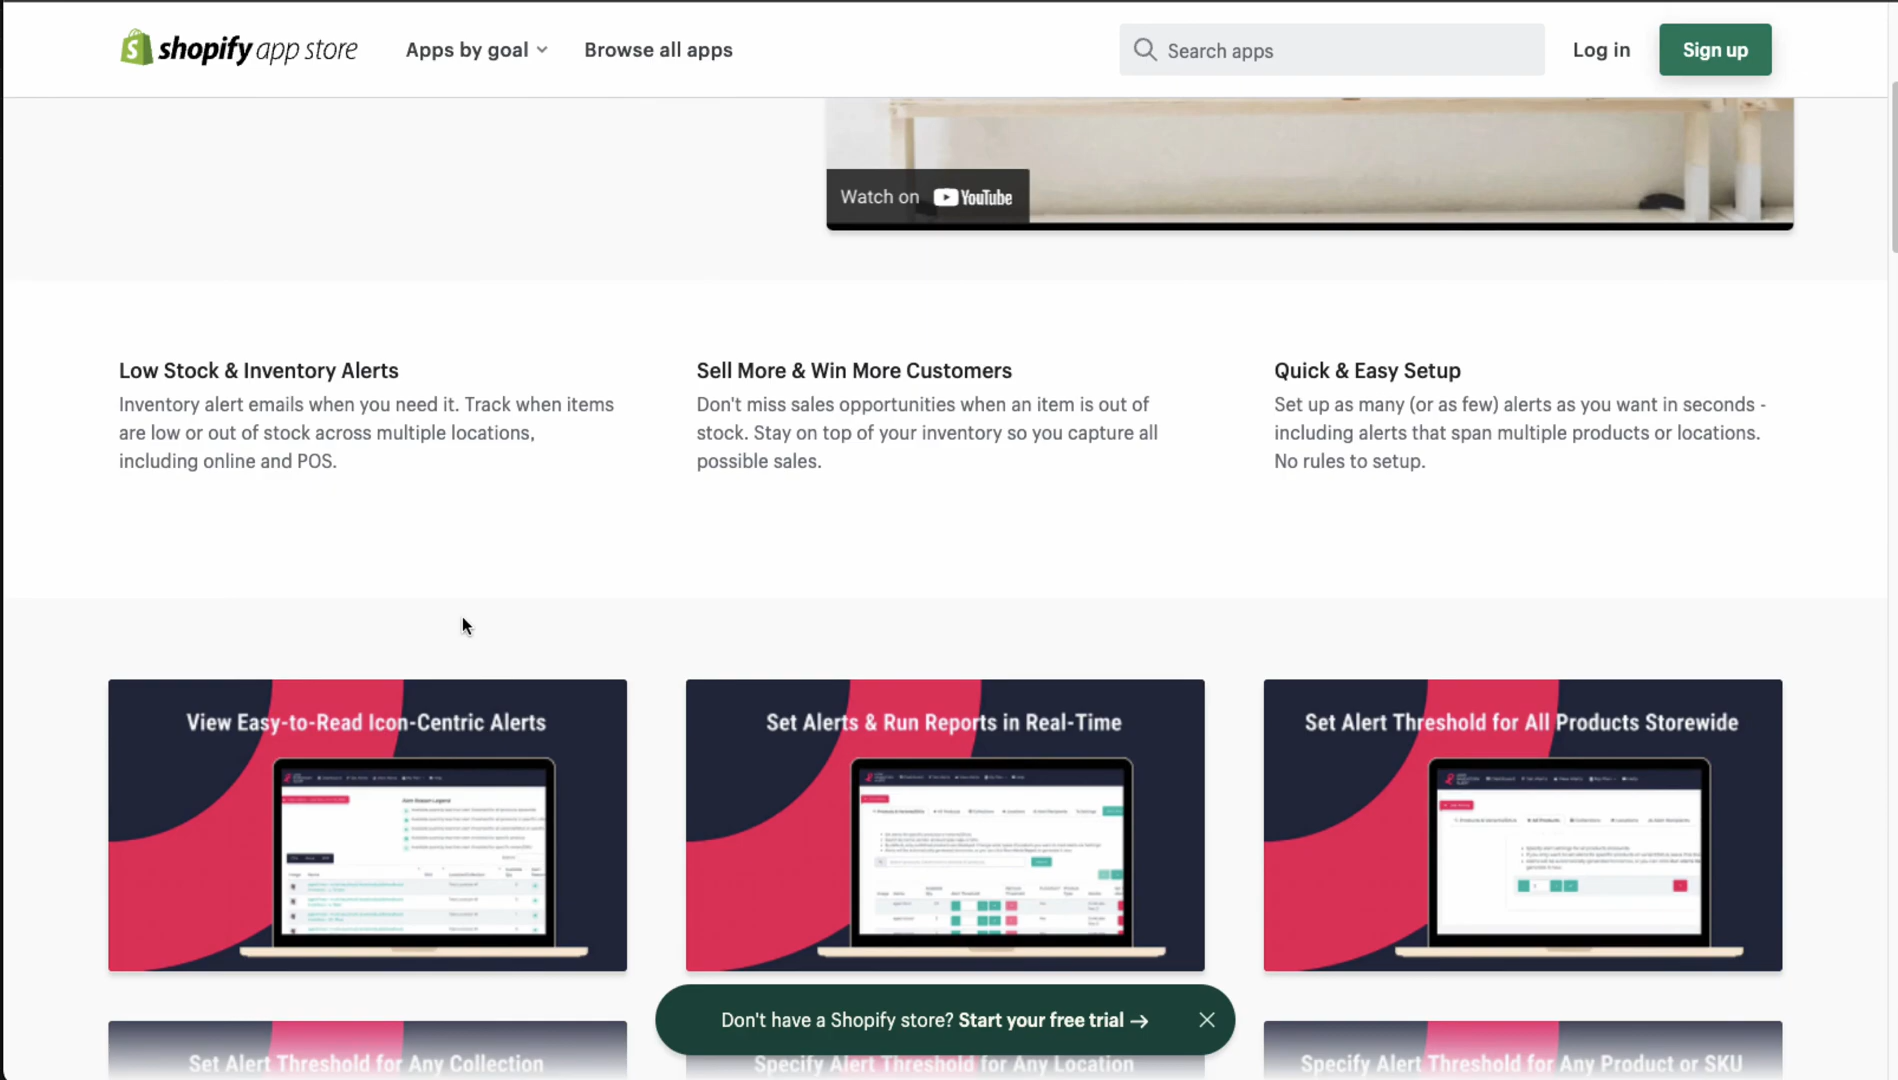 shopify app store
Apps by goal
Browse all apps
Search apps
Log in
Sign up
Watch on YouTube
Low Stock & Inventory Alerts
Inventory alert emails when you need it. Track when items
are low or out of stock across multiple locations,
including online and POS.
Sell More & Win More Customers
Don't miss sales opportunities when an item is out of
stock. Stay on top of your inventory so you capture all
possible sales.
Quick & Easy Setup
Set up as many (or as few) alerts as you want in seconds -
including alerts that span multiple products or locations.
No rules to setup.
View Easy-to-Read Icon-Centric Alerts
Set Alerts & Run Reports in Real-Time
Set Alert Threshold for All Products Storewide
Don't have a Shopify store? Start your free trial →
Set Alert Threshold for Any Collection
Specify Alert Threshold for Any Location
Specify Alert Threshold for Any Product or SKU